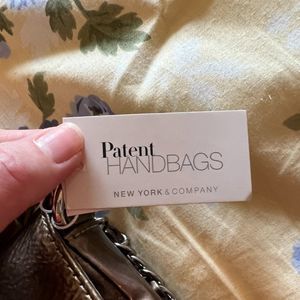 Patent
HANDBAGS
NEW YORK & COMPANY